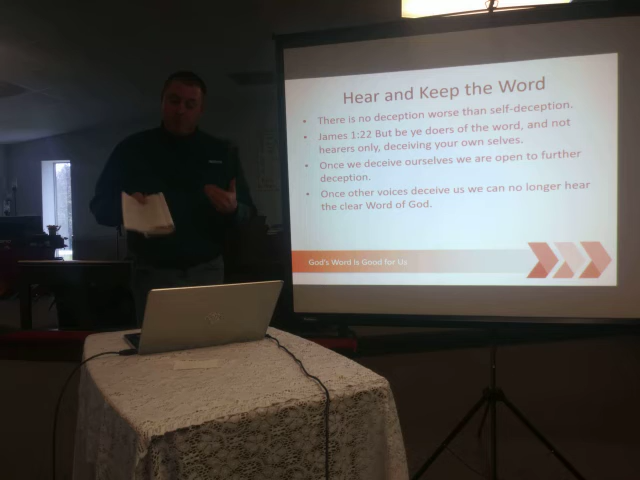 Hear and Keep the Word
• There is no deception worse than self-deception.
• James 1:22 But be ye doers of the word, and not
hearers only, deceiving your own selves.
• Once we deceive ourselves we are open to further
deception.
• Once other voices deceive us we can no longer hear
the clear Word of God.
God's Word Is Good for Us